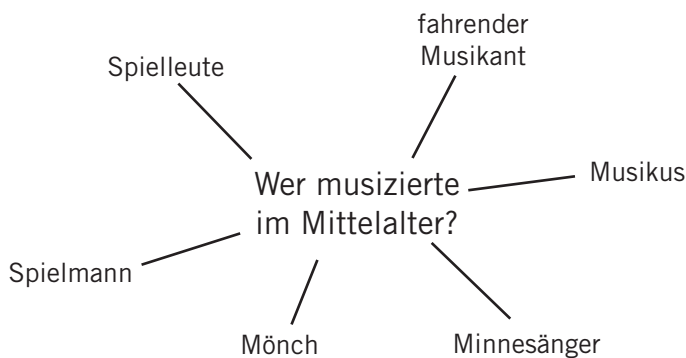 fahrender
Musikant
Spielleute
Musikus
Wer musizierte
im Mittelalter?
Spielmann
Mönch
Minnesänger